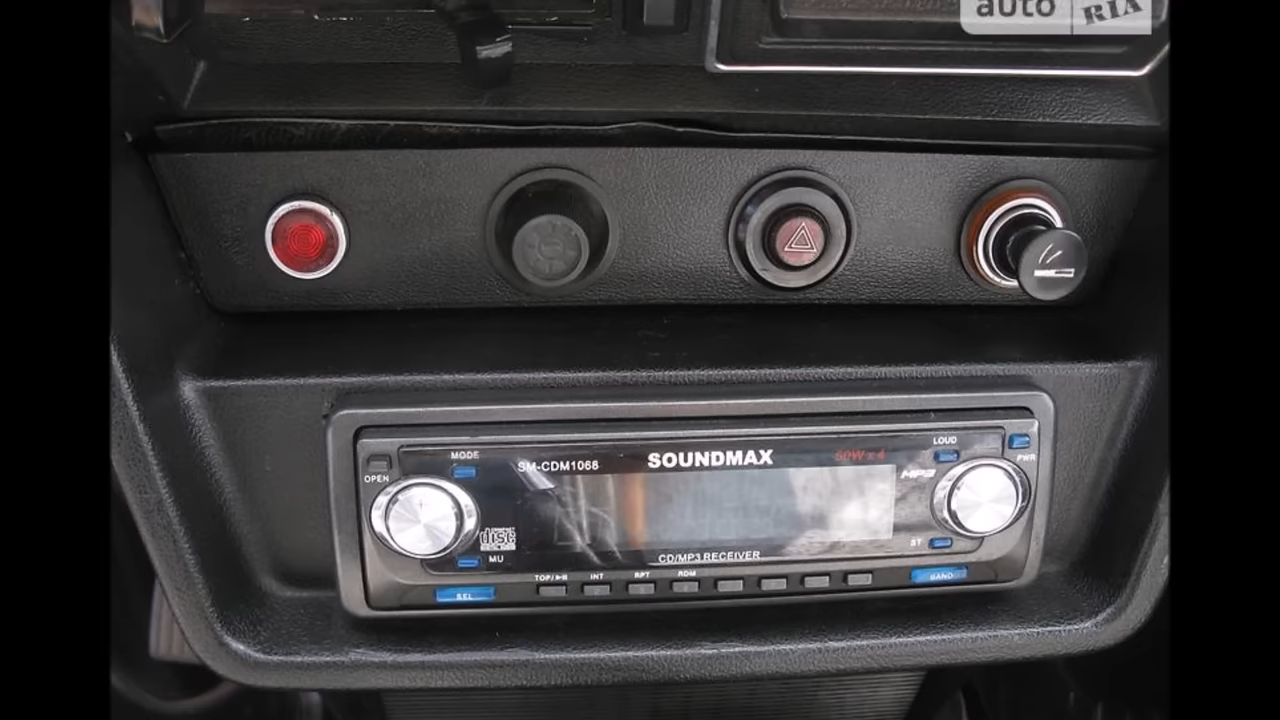 auto RIA
LOUD
MODE
SM-CDM1068 SOUNDMAX 50W x 4
PWR
OPEN
MP3
COMPACT
disc
ST
CD/MP3 RECEIVER
MU
TOP/ INT RPT RDM
BAND
SEL